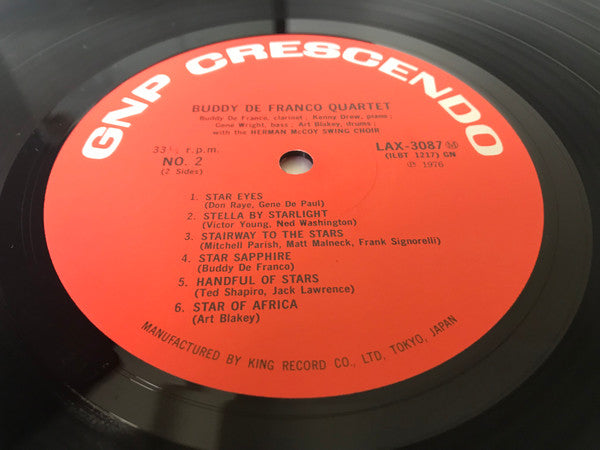 GNP CRESCENDO
BUDDY DE FRANCO QUARTET
Buddy De Franco, clarinet; Kenny Drew, piano;
Gene Wright, bass; Art Blakey, drums;
with the HERMAN McCOY SWING CHOIR
33⅓ r.p.m.
NO. 2
(2 Sides)
LAX-3087 Ⓜ
(ILBT 1217) GN
Ⓟ 1976
1. STAR EYES
(Don Raye, Gene De Paul)
2. STELLA BY STARLIGHT
(Victor Young, Ned Washington)
3. STAIRWAY TO THE STARS
(Mitchell Parish, Matt Malneck, Frank Signorelli)
4. STAR SAPPHIRE
(Buddy De Franco)
5. HANDFUL OF STARS
(Ted Shapiro, Jack Lawrence)
6. STAR OF AFRICA
(Art Blakey)
MANUFACTURED BY KING RECORD CO., LTD, TOKYO, JAPAN